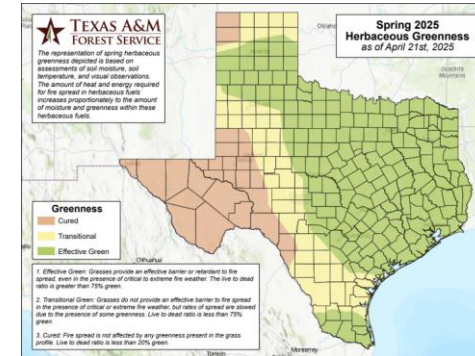 TEXAS A&M
FOREST SERVICE
The representation of spring herbaceous
greenness depicted is based on
assessments of soil moisture, soil
temperature, and visual observations.
The amount of heat and energy required
for fire spread in herbaceous fuels
increases proportionately to the amount
of moisture and greenness within these
herbaceous fuels.
Spring 2025
Herbaceous Greenness
as of April 21st, 2025
Ouachita
Mountains
Greenness
Cured
Transitional
Effective Green
Chihuahua
1. Effective Green: Grasses provide an effective barrier or retardant to
fire spread, even in the presence of critical to extreme fire weather. The live to dead
ratio is greater than 75% green.
2. Transitional Green: Grasses do not provide an effective barrier to fire spread
in the presence of critical or extreme fire weather, but rates of spread are slowed
due to the presence of some greenness. Live to dead ratio is less than 75%
green.
3. Cured: Fire spread is not affected by any greenness present in the grass
profile. Live to dead ratio is less than 20% green.
Torreon
Monterrey